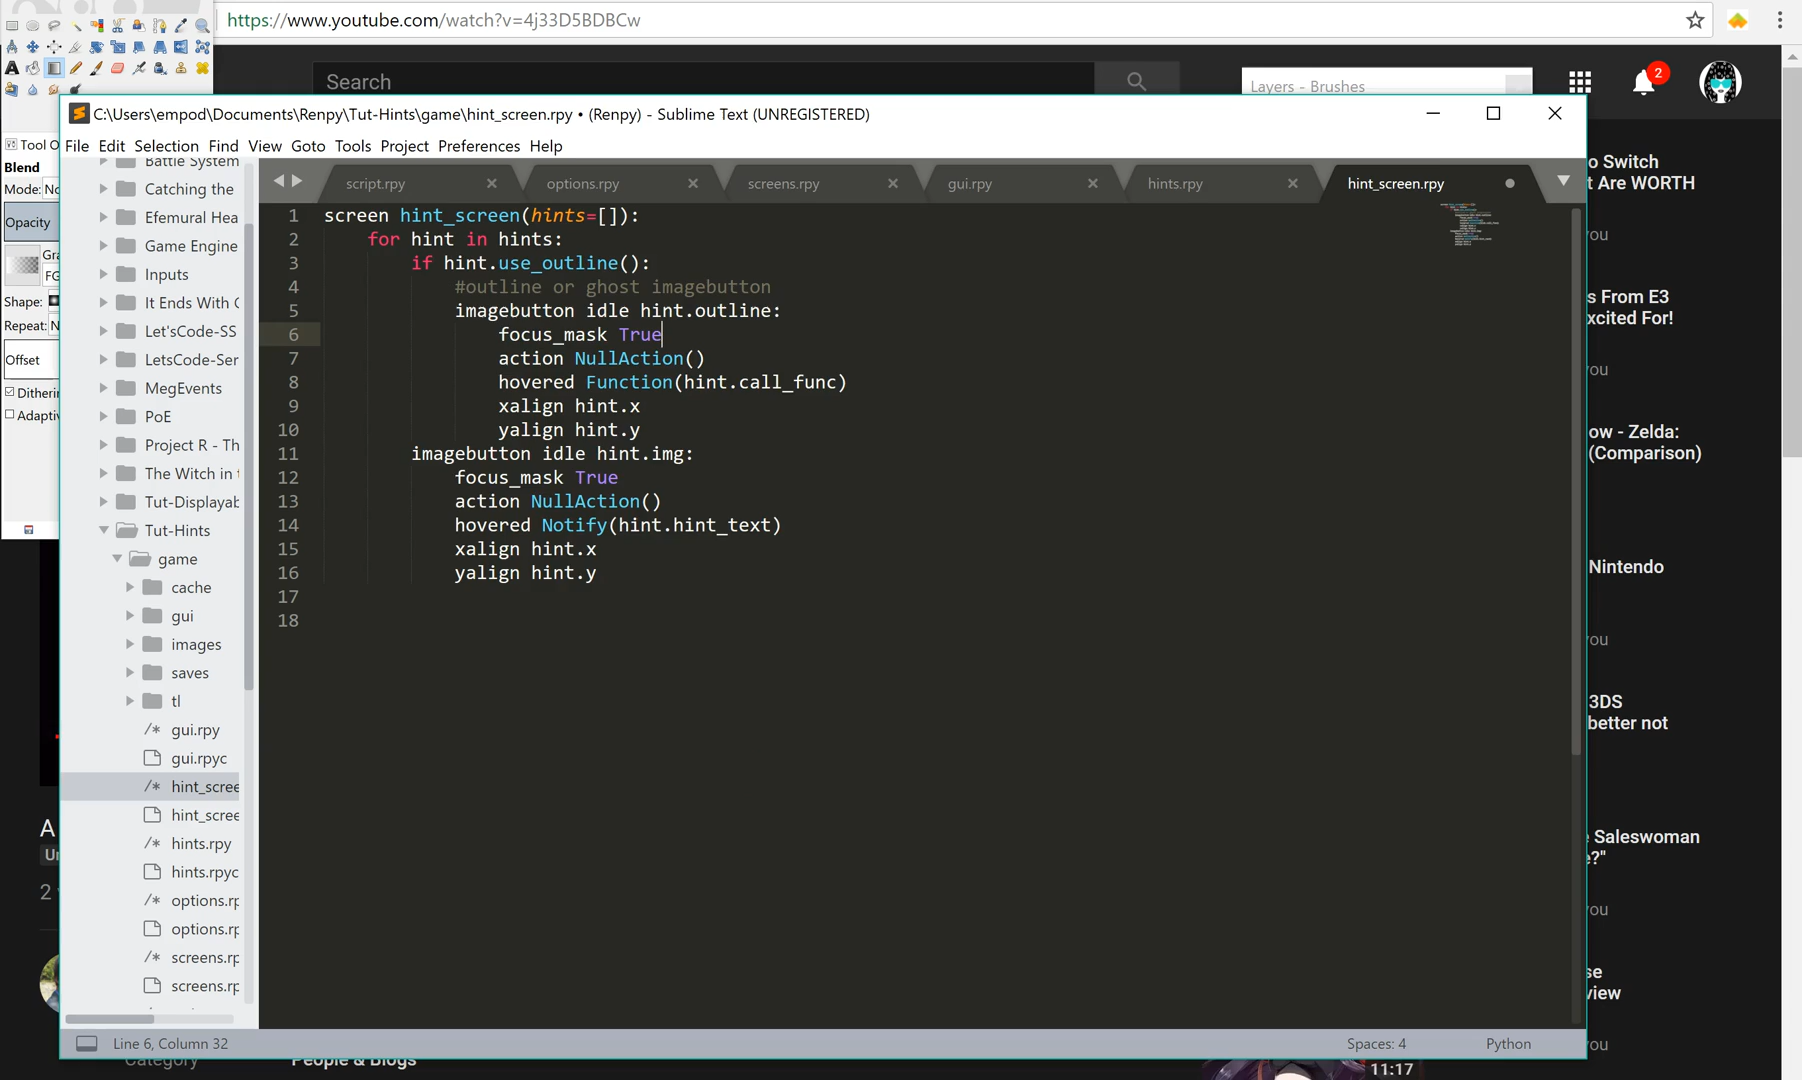 https://www.youtube.com/watch?v=4j33D5BDBCw
Search
Layers - Brushes
2
C:\Users\empod\Documents\Renpy\Tut-Hints\game\hint_screen.rpy • (Renpy) - Sublime Text (UNREGISTERED)
File Edit Selection Find View Goto Tools Project Preferences Help
Tool O
Blend
Mode: No
Opacity
Gra
FG
Shape:
Repeat: N
Offset
Ditherin
Adaptiv
Battle System
Catching the
Efemural Hea
Game Engine
Inputs
It Ends With C
Let'sCode-SS
LetsCode-Ser
MegEvents
PoE
Project R - Th
The Witch in t
Tut-Displayab
Tut-Hints
game
cache
gui
images
saves
tl
gui.rpy
gui.rpyc
hint_scree
hint_scree
hints.rpy
hints.rpyc
options.rp
options.rp
screens.rp
screens.rp
script.rpy
options.rpy
screens.rpy
gui.rpy
hints.rpy
hint_screen.rpy
1 screen hint_screen(hints=[]):
2 for hint in hints:
3 if hint.use_outline():
4 #outline or ghost imagebutton
5 imagebutton idle hint.outline:
6 focus_mask True
7 action NullAction()
8 hovered Function(hint.call_func)
9 xalign hint.x
10 yalign hint.y
11 imagebutton idle hint.img:
12 focus_mask True
13 action NullAction()
14 hovered Notify(hint.hint_text)
15 xalign hint.x
16 yalign hint.y
17
18
Line 6, Column 32
Spaces: 4
Python
o Switch
t Are WORTH
ou
s From E3
xcited For!
ou
ow - Zelda:
(Comparison)
Nintendo
ou
3DS
better not
e Saleswoman
e?"
ou
se
view
ou
A
Un
2
Category
People & Blogs
11:17